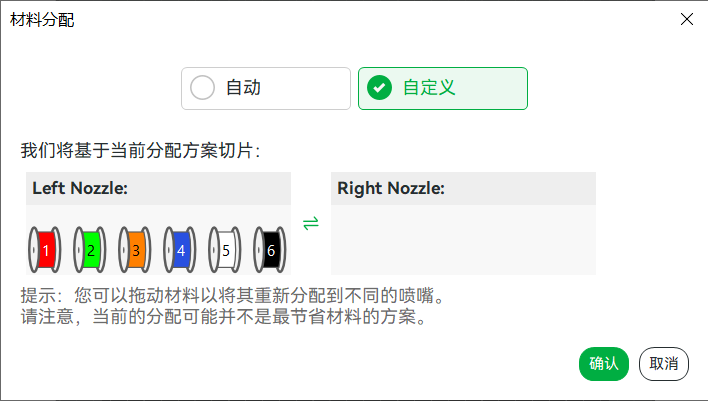 材料分配
自动
自定义
我们将基于当前分配方案切片：
Left Nozzle:
Right Nozzle:
1 2 3 4 5 6
提示：您可以拖动材料以将其重新分配到不同的喷嘴。
请注意，当前的分配可能并不是最节省材料的方案。
确认
取消